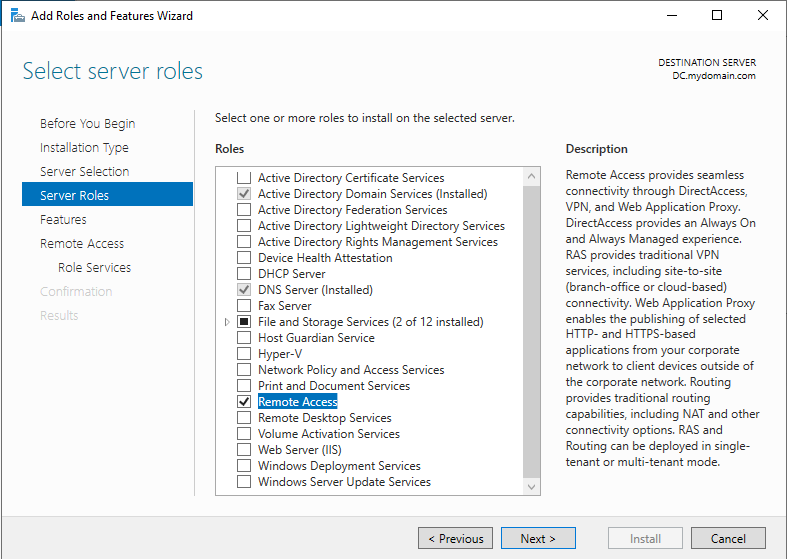 Add Roles and Features Wizard
Select server roles
DESTINATION SERVER
DC.mydomain.com
Before You Begin
Installation Type
Server Selection
Server Roles
Features
Remote Access
Role Services
Confirmation
Results
Select one or more roles to install on the selected server.
Roles
Active Directory Certificate Services
Active Directory Domain Services (Installed)
Active Directory Federation Services
Active Directory Lightweight Directory Services
Active Directory Rights Management Services
Device Health Attestation
DHCP Server
DNS Server (Installed)
Fax Server
File and Storage Services (2 of 12 installed)
Host Guardian Service
Hyper-V
Network Policy and Access Services
Print and Document Services
Remote Access
Remote Desktop Services
Volume Activation Services
Web Server (IIS)
Windows Deployment Services
Windows Server Update Services
Description
Remote Access provides seamless
connectivity through DirectAccess,
VPN, and Web Application Proxy.
DirectAccess provides an Always On
and Always Managed experience.
RAS provides traditional VPN
services, including site-to-site
(branch-office or cloud-based)
connectivity. Web Application Proxy
enables the publishing of selected
HTTP- and HTTPS-based
applications from your corporate
network to client devices outside of
the corporate network. Routing
provides traditional routing
capabilities, including NAT and other
connectivity options. RAS and
Routing can be deployed in single-
tenant or multi-tenant mode.
< Previous
Next >
Install
Cancel